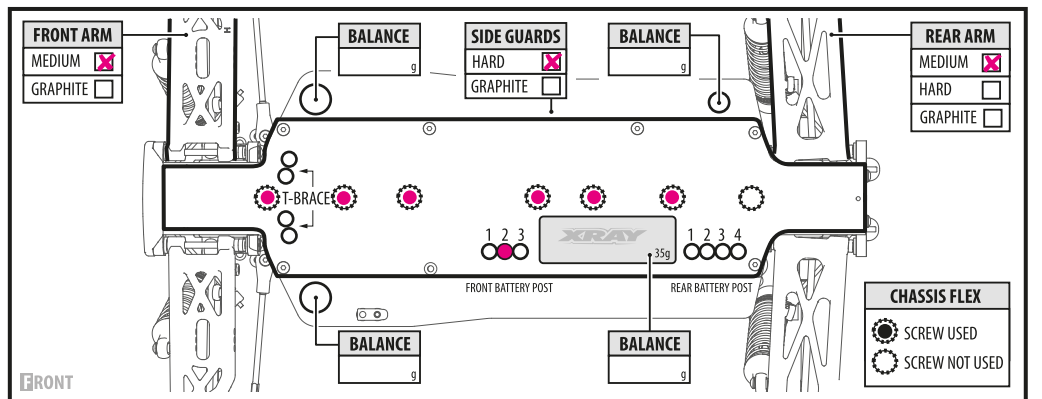 FRONT ARM
MEDIUM
GRAPHITE
BALANCE
g
SIDE GUARDS
HARD
GRAPHITE
BALANCE
g
REAR ARM
MEDIUM
HARD
GRAPHITE
T-BRACE
1 2 3
XRAY
35g
1 2 3 4
FRONT BATTERY POST
REAR BATTERY POST
BALANCE
g
BALANCE
g
CHASSIS FLEX
SCREW USED
SCREW NOT USED
FRONT